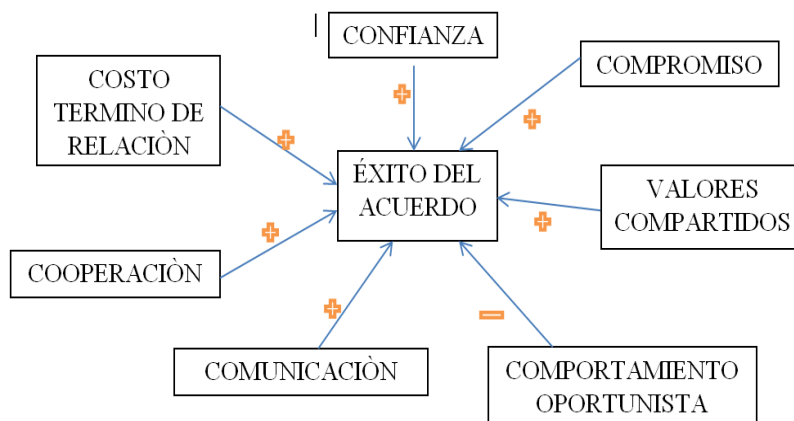 CONFIANZA
COSTO
TERMINO DE
RELACIÒN
COMPROMISO
ÉXITO DEL
ACUERDO
VALORES
COMPARTIDOS
COOPERACIÒN
COMUNICACIÒN
COMPORTAMIENTO
OPORTUNISTA